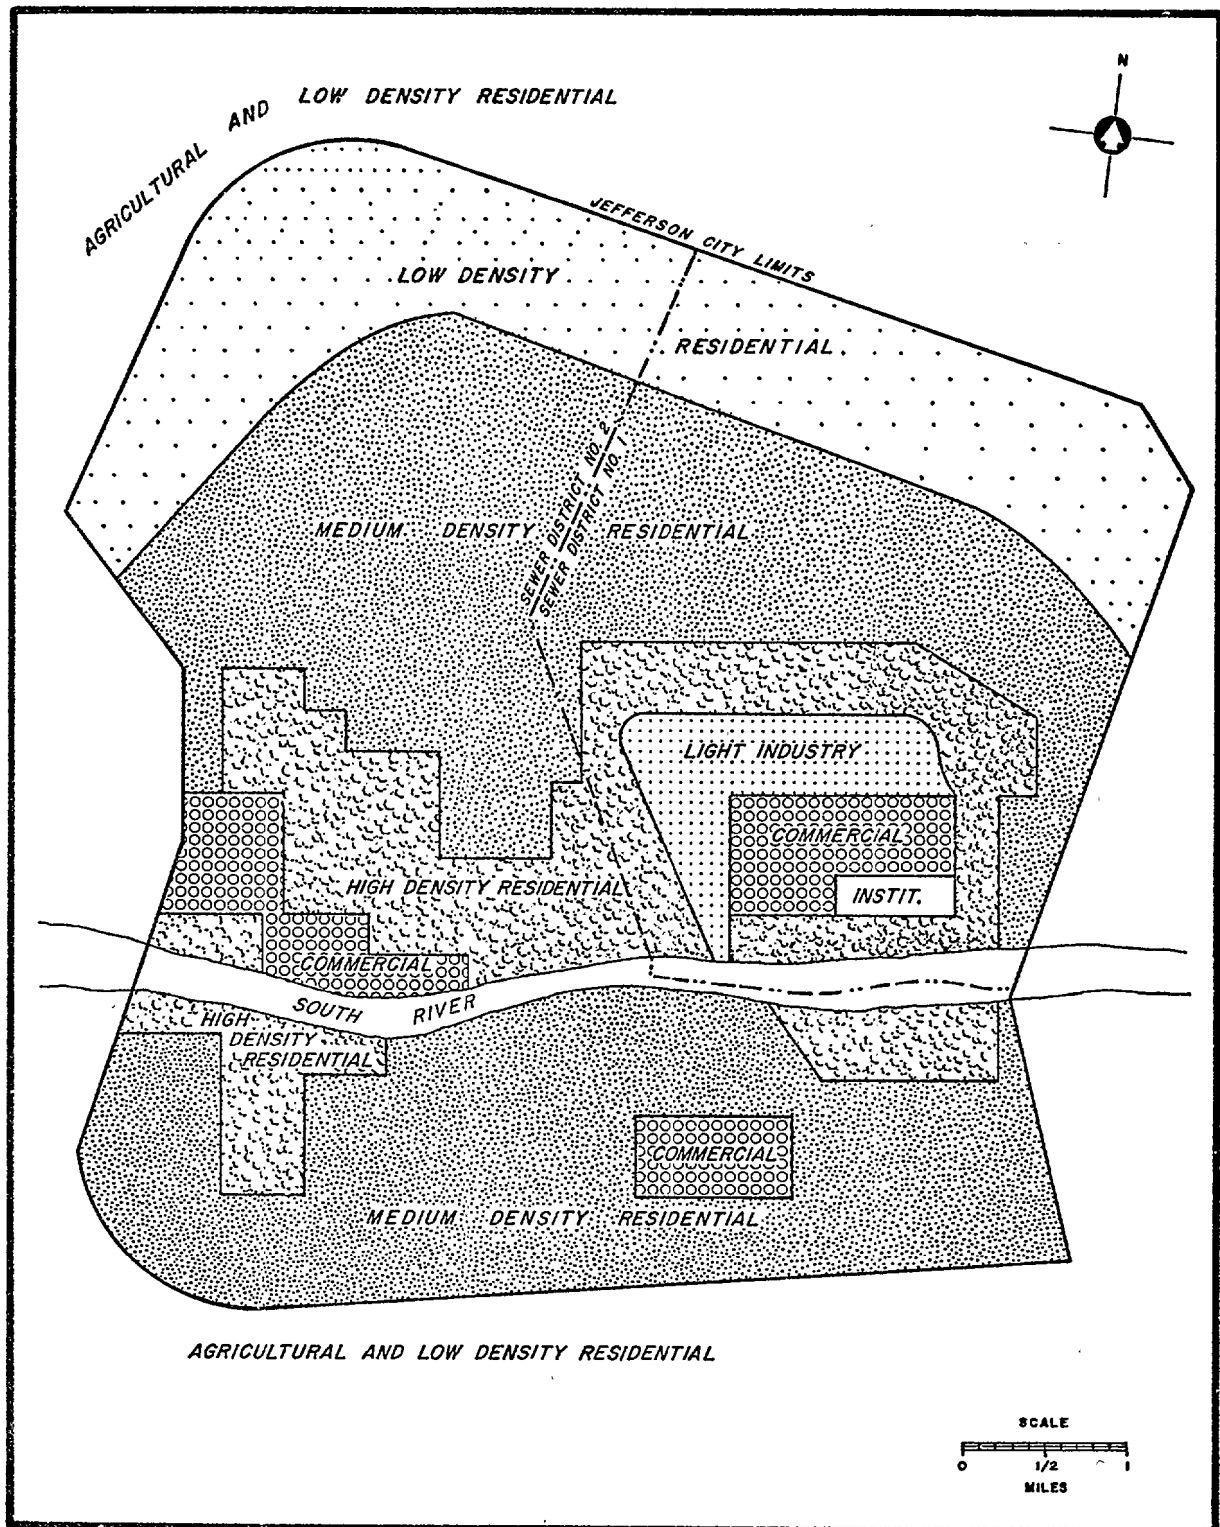 N
AGRICULTURAL AND LOW DENSITY RESIDENTIAL
JEFFERSON CITY LIMITS
LOW DENSITY
RESIDENTIAL
SEWER DISTRICT NO. 2
SEWER DISTRICT NO. 1
MEDIUM DENSITY RESIDENTIAL
LIGHT INDUSTRY
COMMERCIAL
HIGH DENSITY RESIDENTIAL
INSTIT.
COMMERCIAL
SOUTH RIVER
HIGH
DENSITY
RESIDENTIAL
COMMERCIAL
MEDIUM DENSITY RESIDENTIAL
AGRICULTURAL AND LOW DENSITY RESIDENTIAL
SCALE
0 1/2 1
MILES